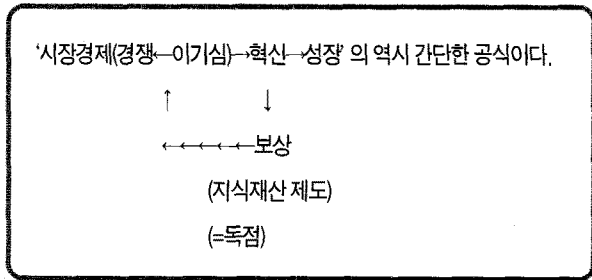 ‘시장경제(경쟁←이기심)→혁신→성장’ 의 역시 간단한 공식이다.
↑ ↓
←←←←←보상
(지식재산 제도)
(=독점)